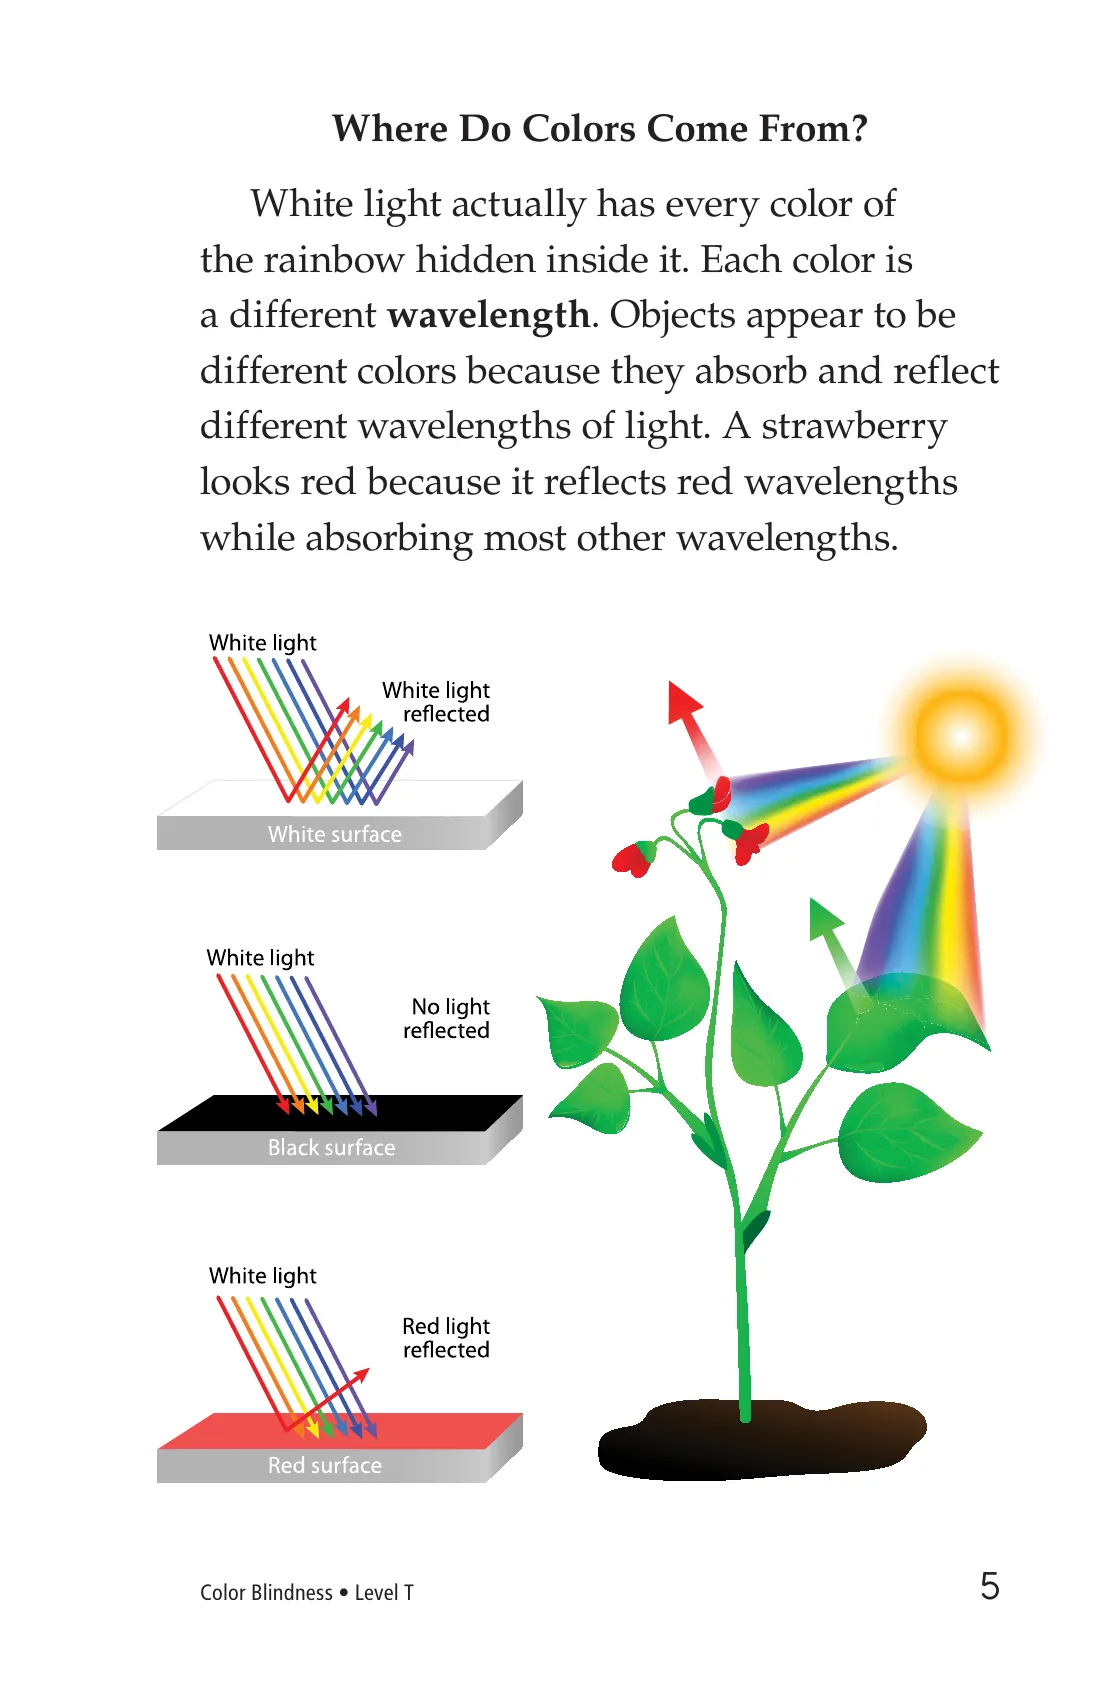 Where Do Colors Come From?
White light actually has every color of
the rainbow hidden inside it. Each color is
a different wavelength. Objects appear to be
different colors because they absorb and reflect
different wavelengths of light. A strawberry
looks red because it reflects red wavelengths
while absorbing most other wavelengths.
White light
White light
reflected
White surface
White light
No light
reflected
Black surface
White light
Red light
reflected
Red surface
Color Blindness • Level T
5